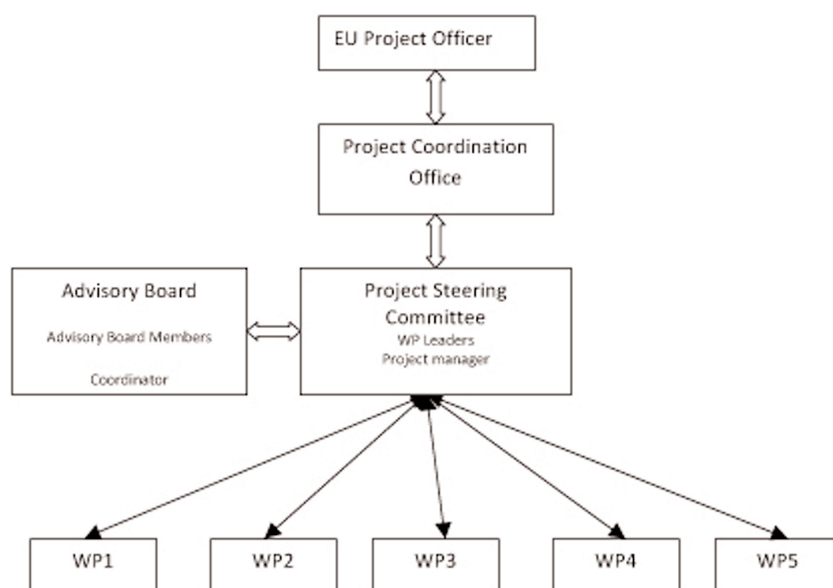 EU Project Officer
Project Coordination
Office
Advisory Board
Advisory Board Members
Coordinator
Project Steering
Committee
WP Leaders
Project manager
WP1
WP2
WP3
WP4
WP5